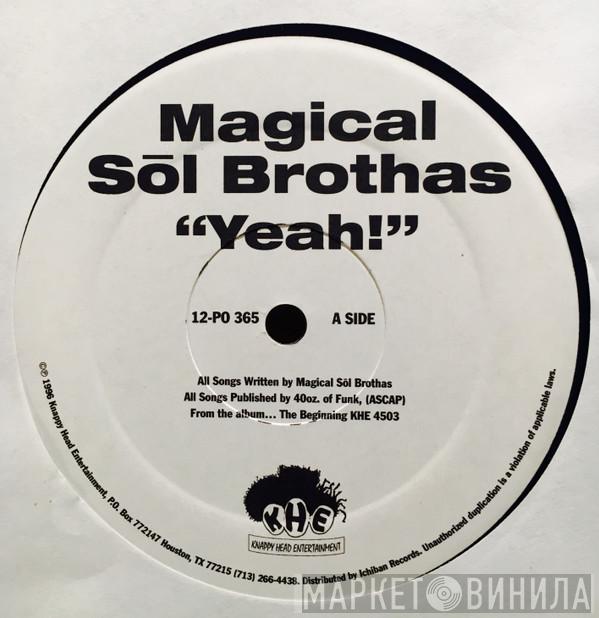 Magical
Sōl Brothas
“Yeah!”
12-PO 365 A SIDE
All Songs Written by Magical Sōl Brothas
All Songs Published by 40oz. of Funk, (ASCAP)
From the album... The Beginning KHE 4503
KHE
KNAPPY HEAD ENTERTAINMENT
©℗ 1996 Knappy Head Entertainment, P.O. Box 772147 Houston, TX 77215 (713) 266-4438. Distributed by Ichiban Records. Unauthorized duplication is a violation of applicable laws.
МАРКЕТ ВИНИЛА